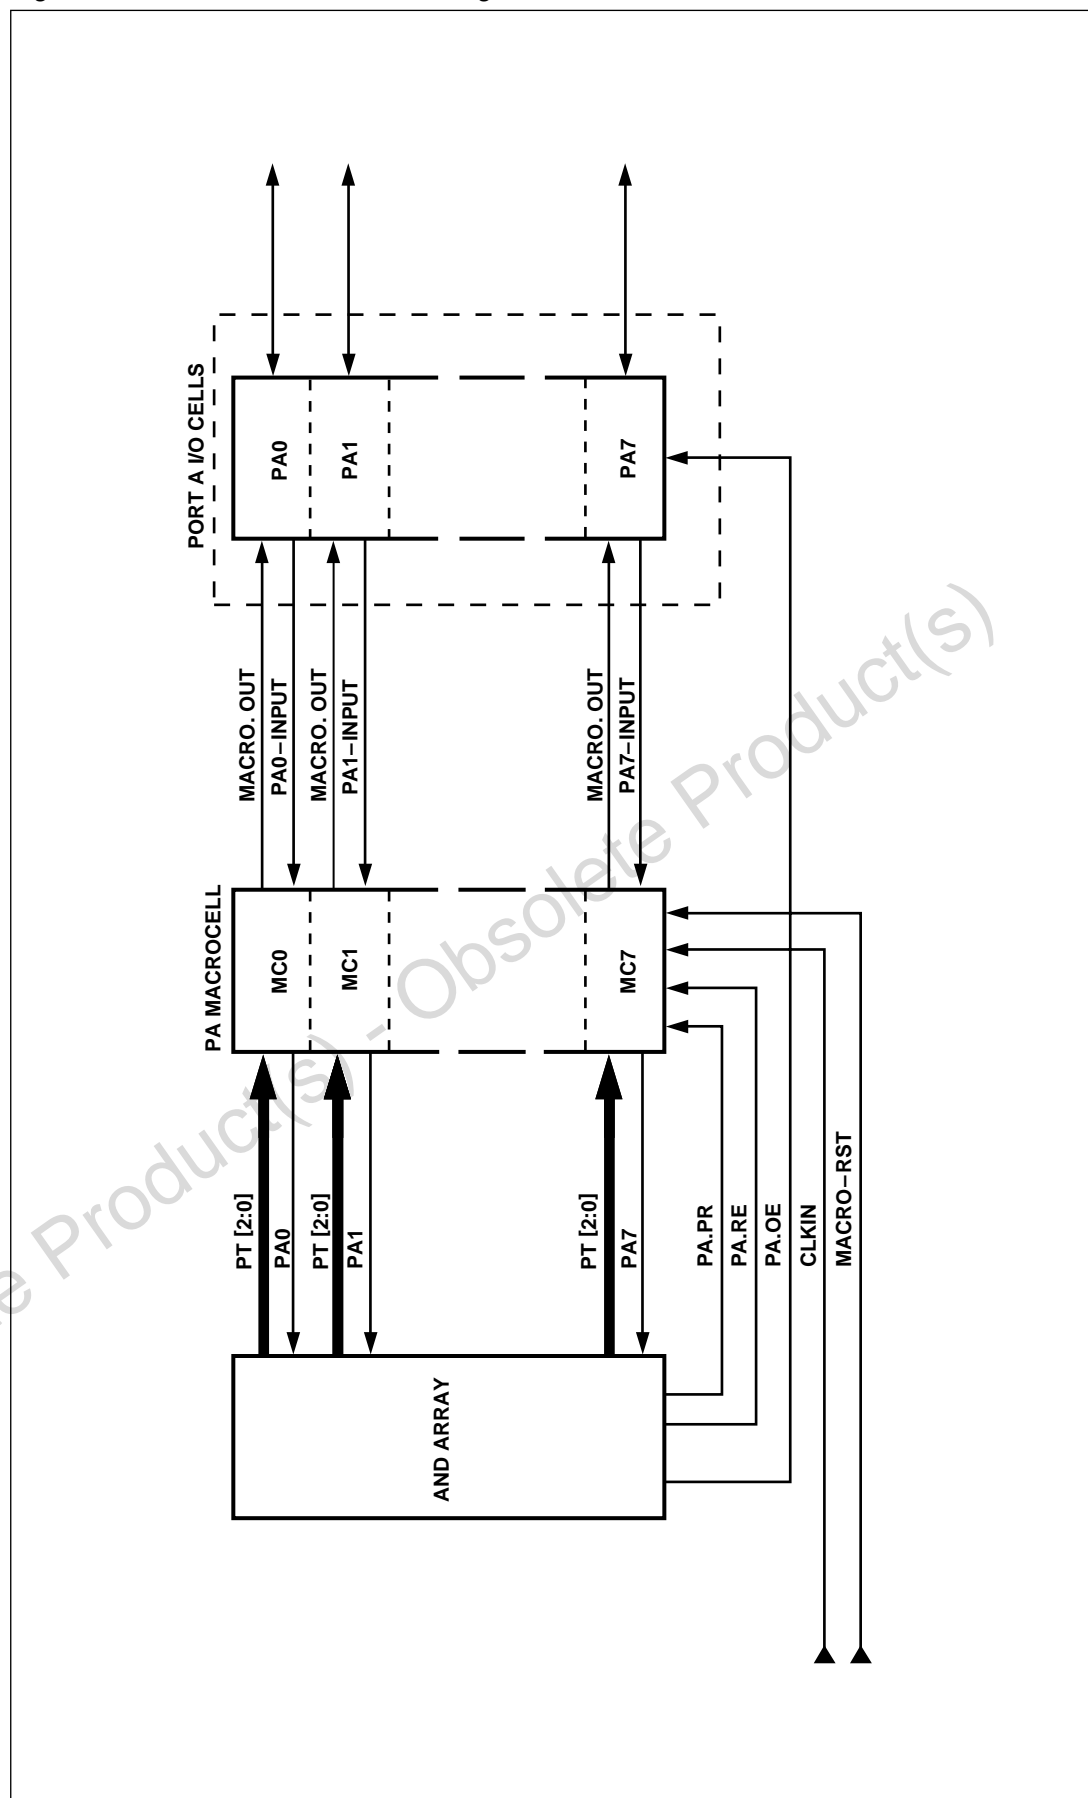 PORT A I/O CELLS
PA0
PA1
PA7
MACRO. OUT
PA0–INPUT
MACRO. OUT
PA1–INPUT
MACRO. OUT
PA7–INPUT
PA MACROCELL
MC0
MC1
MC7
PT [2:0]
PA0
PT [2:0]
PA1
PT [2:0]
PA7
PA.PR
PA.RE
PA.OE
CLKIN
MACRO–RST
AND ARRAY
Product(s) - Obsolete Product(s)